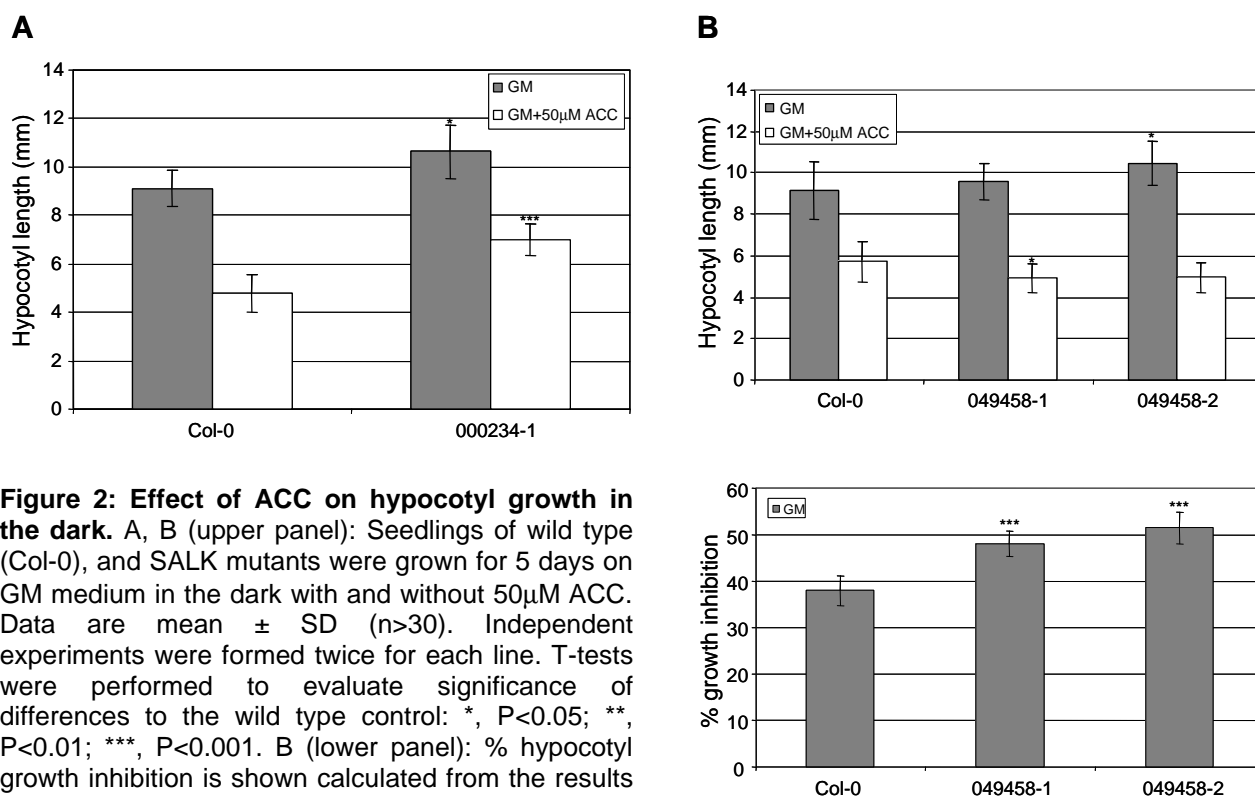 A
14
12
10
8
6
4
2
0
Hypocotyl length (mm)
GM
GM+50µM ACC
*
***
Col-0
000234-1
B
14
12
10
8
6
4
2
0
Hypocotyl length (mm)
GM
GM+50µM ACC
*
*
Col-0
049458-1
049458-2
Figure 2: Effect of ACC on hypocotyl growth in
the dark. A, B (upper panel): Seedlings of wild type
(Col-0), and SALK mutants were grown for 5 days on
GM medium in the dark with and without 50µM ACC.
Data are mean ± SD (n>30). Independent
experiments were formed twice for each line. T-tests
were performed to evaluate significance of
differences to the wild type control: *, P<0.05; **,
P<0.01; ***, P<0.001. B (lower panel): % hypocotyl
growth inhibition is shown calculated from the results
60
50
40
30
20
10
0
% growth inhibition
GM
***
***
Col-0
049458-1
049458-2